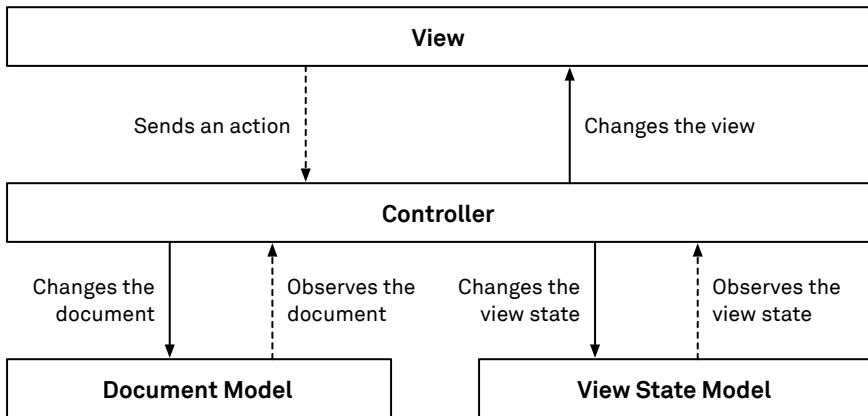 View
Sends an action
Changes the view
Controller
Changes the
document
Observes the
document
Changes the
view state
Observes the
view state
Document Model
View State Model